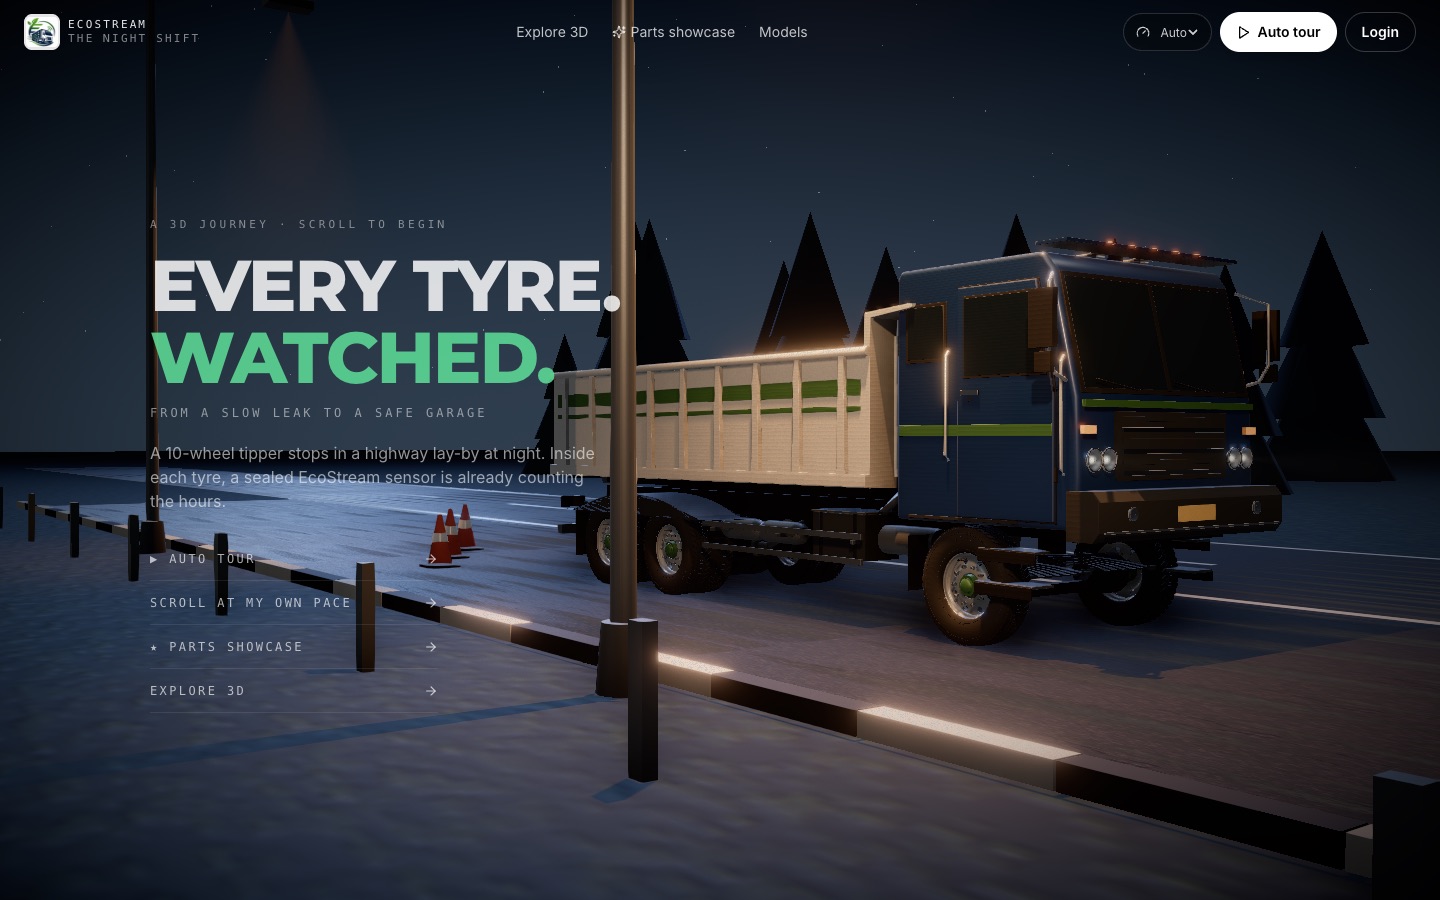 ECOSTREAM
THE NIGHT SHIFT
Explore 3D
Parts showcase
Models
Auto
Auto tour
Login
A 3D JOURNEY · SCROLL TO BEGIN
EVERY TYRE.
WATCHED.
FROM A SLOW LEAK TO A SAFE GARAGE
A 10-wheel tipper stops in a highway lay-by at night. Inside
each tyre, a sealed EcoStream sensor is already counting
the hours.
▶ AUTO TOUR →
SCROLL AT MY OWN PACE →
★ PARTS SHOWCASE →
EXPLORE 3D →